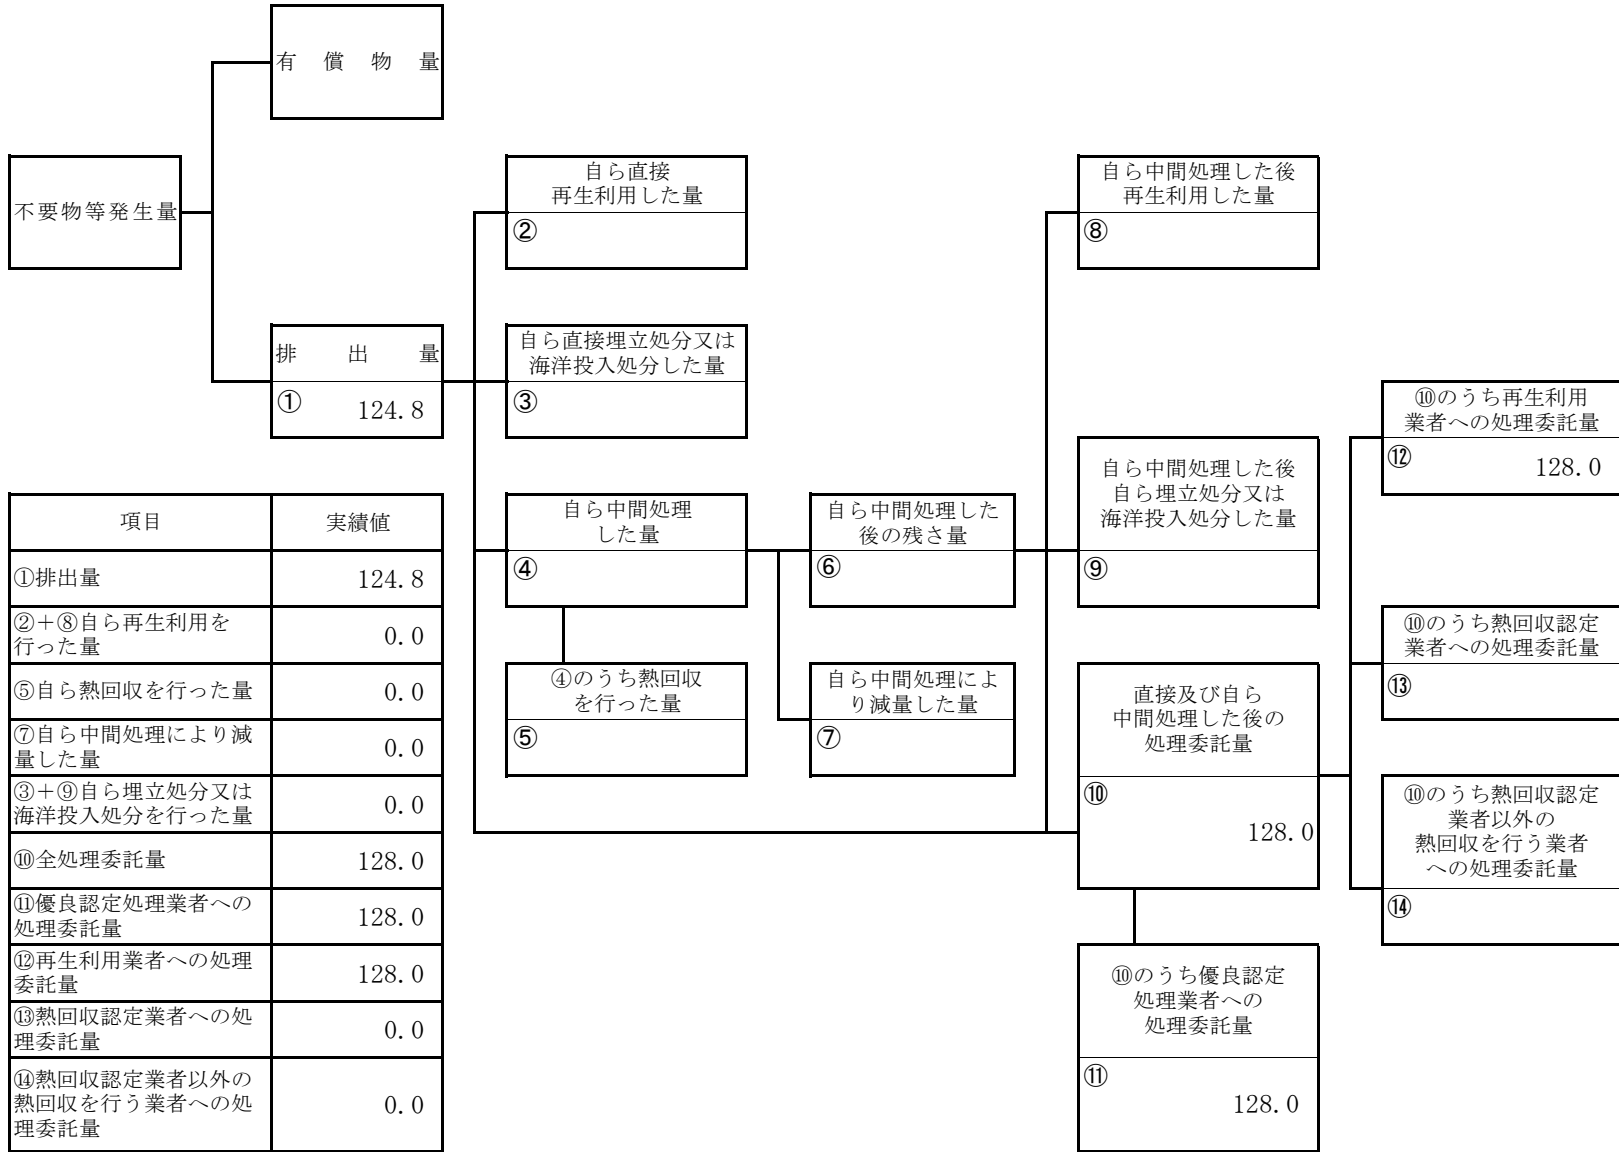 有償物量
不要物等発生量
自ら直接
再生利用した量
②
自ら中間処理した後
再生利用した量
⑧
排出量
① 124.8
自ら直接埋立処分又は
海洋投入処分した量
③
⑩のうち再生利用
業者への処理委託量
⑫ 128.0
自ら中間処理
した量
④
自ら中間処理した
後の残さ量
⑥
自ら中間処理した後
自ら埋立処分又は
海洋投入処分した量
⑨
⑩のうち熱回収認定
業者への処理委託量
⑬
④のうち熱回収
を行った量
⑤
自ら中間処理によ
り減量した量
⑦
直接及び自ら
中間処理した後の
処理委託量
⑩
128.0
⑩のうち熱回収認定
業者以外の
熱回収を行う業者
への処理委託量
⑭
⑩のうち優良認定
処理業者への
処理委託量
⑪
128.0
項目 実績値
①排出量 124.8
②＋⑧自ら再生利用を
行った量 0.0
⑤自ら熱回収を行った量 0.0
⑦自ら中間処理により減
量した量 0.0
③＋⑨自ら埋立処分又は
海洋投入処分を行った量 0.0
⑩全処理委託量 128.0
⑪優良認定処理業者への
処理委託量 128.0
⑫再生利用業者への処理
委託量 128.0
⑬熱回収認定業者への処
理委託量 0.0
⑭熱回収認定業者以外の
熱回収を行う業者への処
理委託量 0.0